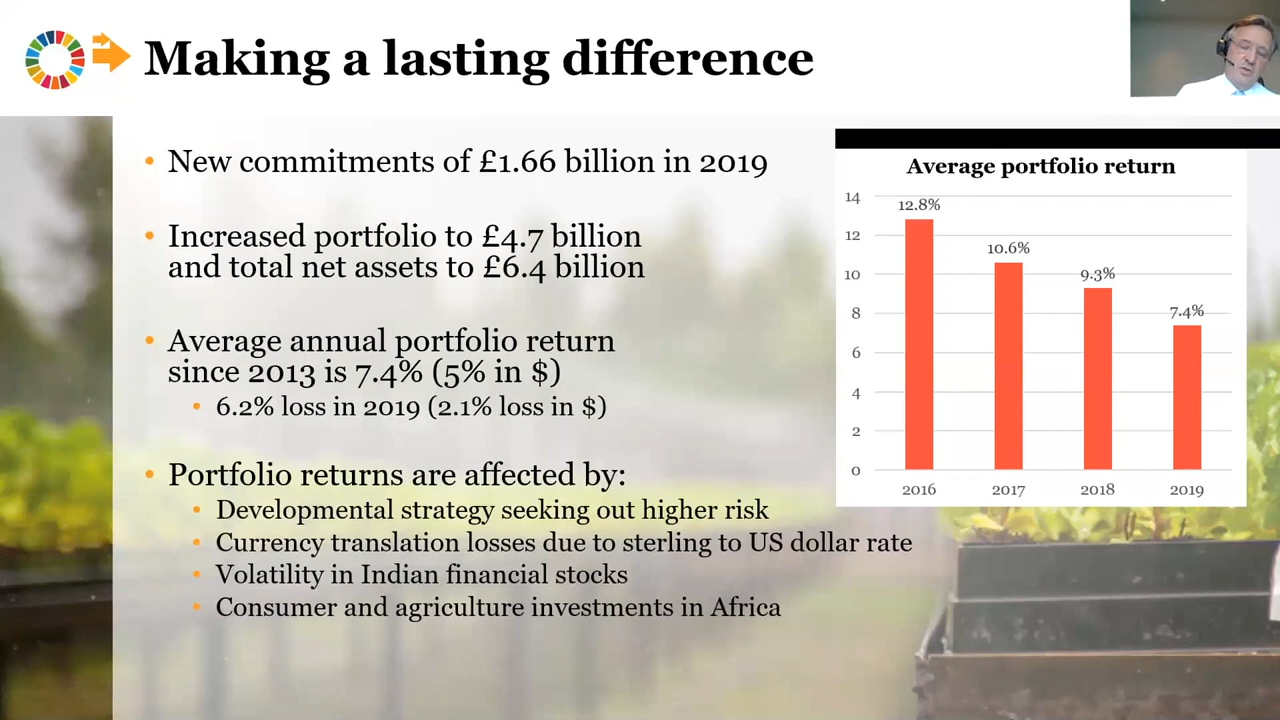 Making a lasting difference
• New commitments of £1.66 billion in 2019
• Increased portfolio to £4.7 billion
and total net assets to £6.4 billion
• Average annual portfolio return
since 2013 is 7.4% (5% in $)
• 6.2% loss in 2019 (2.1% loss in $)
• Portfolio returns are affected by:
• Developmental strategy seeking out higher risk
• Currency translation losses due to sterling to US dollar rate
• Volatility in Indian financial stocks
• Consumer and agriculture investments in Africa
Average portfolio return
14
12.8%
12
10.6%
10
9.3%
8
7.4%
6
4
2
0
2016 2017 2018 2019